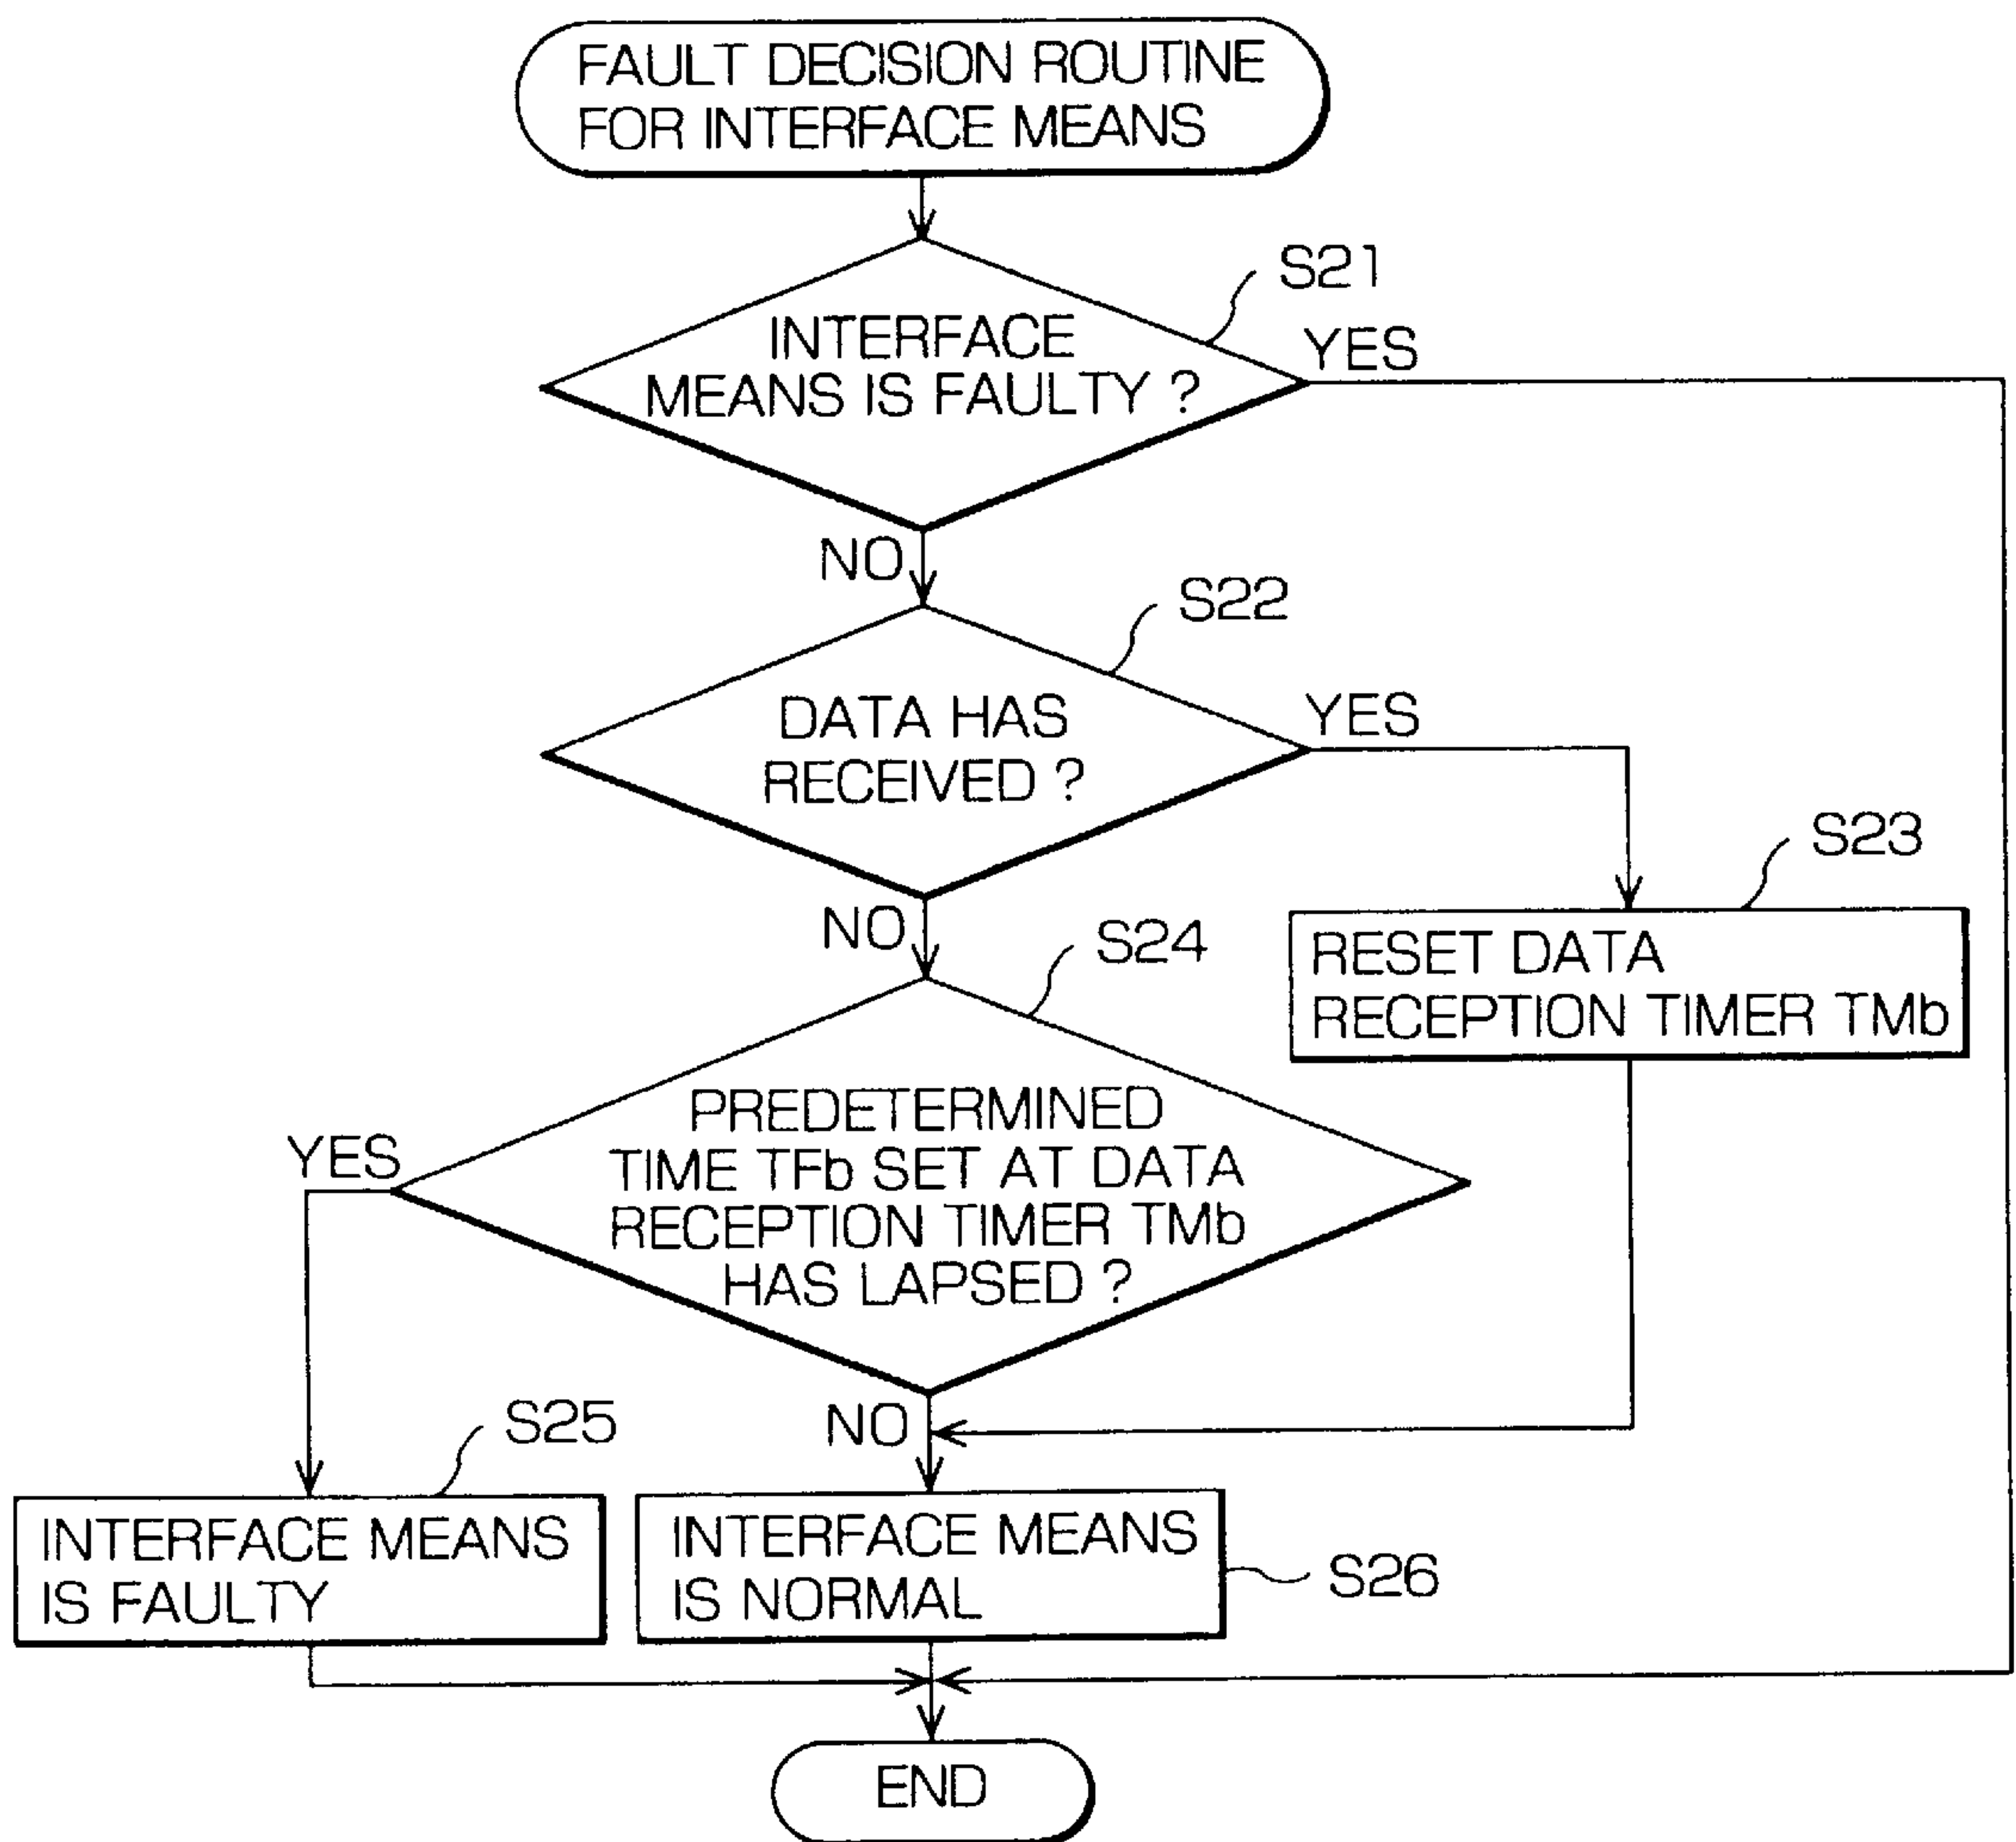 FAULT DECISION ROUTINE
FOR INTERFACE MEANS
S21
INTERFACE
MEANS IS FAULTY ?
YES
NO
S22
DATA HAS
RECEIVED ?
YES
NO
S23
RESET DATA
RECEPTION TIMER TMb
S24
PREDETERMINED
TIME TFb SET AT DATA
RECEPTION TIMER TMb
HAS LAPSED ?
YES
NO
S25
INTERFACE MEANS
IS FAULTY
INTERFACE MEANS
IS NORMAL
S26
END